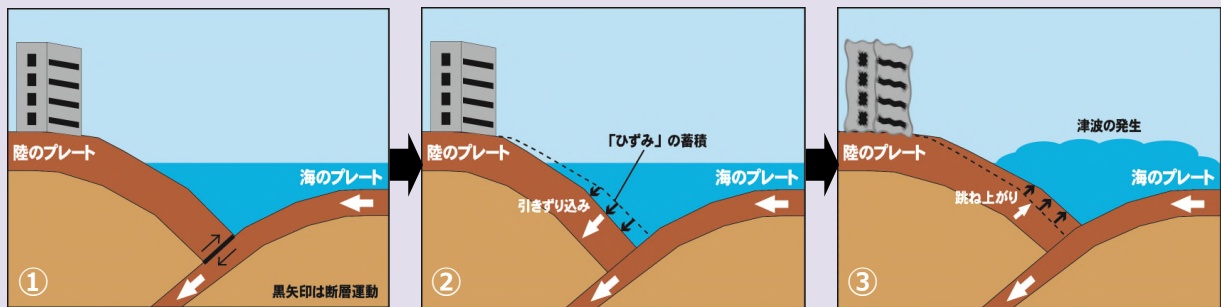 陸のプレート
海のプレート
①
黒矢印は断層運動
「ひずみ」の蓄積
陸のプレート
海のプレート
引きずり込み
②
津波の発生
陸のプレート
海のプレート
跳ね上がり
③